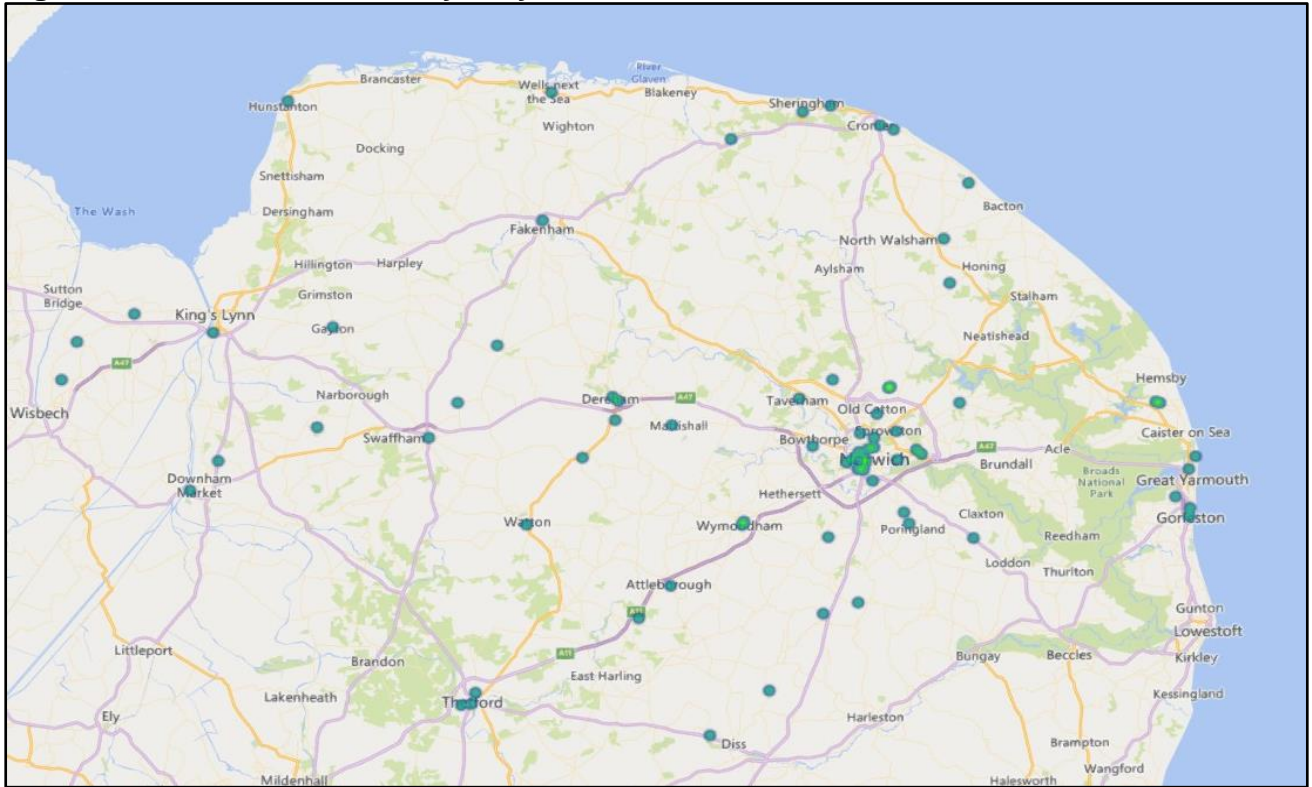 Brancaster
Wells next
the Sea
River
Glaven
Blakeney
Hunstanton
Sheringham
Wighton
Cromer
Docking
Snettisham
The Wash
Dersingham
Bacton
Fakenham
North Walsham
Hillington
Harpley
Aylsham
Honing
Sutton
Bridge
Grimston
Stalham
King's Lynn
Gayton
Neatishead
A47
Hemsby
Narborough
Dereham
A47
Taverham
Old Catton
Wisbech
Mattishall
Sprowston
Caister on Sea
Swaffham
Bowthorpe
Norwich
A47
Acle
Brundall
Broads
National
Park
Great Yarmouth
Downham
Market
Hethersett
Claxton
Gorleston
Watton
Wymondham
Poringland
Reedham
Loddon
Thurlton
Attleborough
A11
Gunton
Lowestoft
Littleport
A11
Brandon
Bungay
Beccles
Kirkley
East Harling
Lakenheath
Thetford
Kessingland
Ely
Harleston
Diss
Brampton
Wangford
Mildenhall
Halesworth